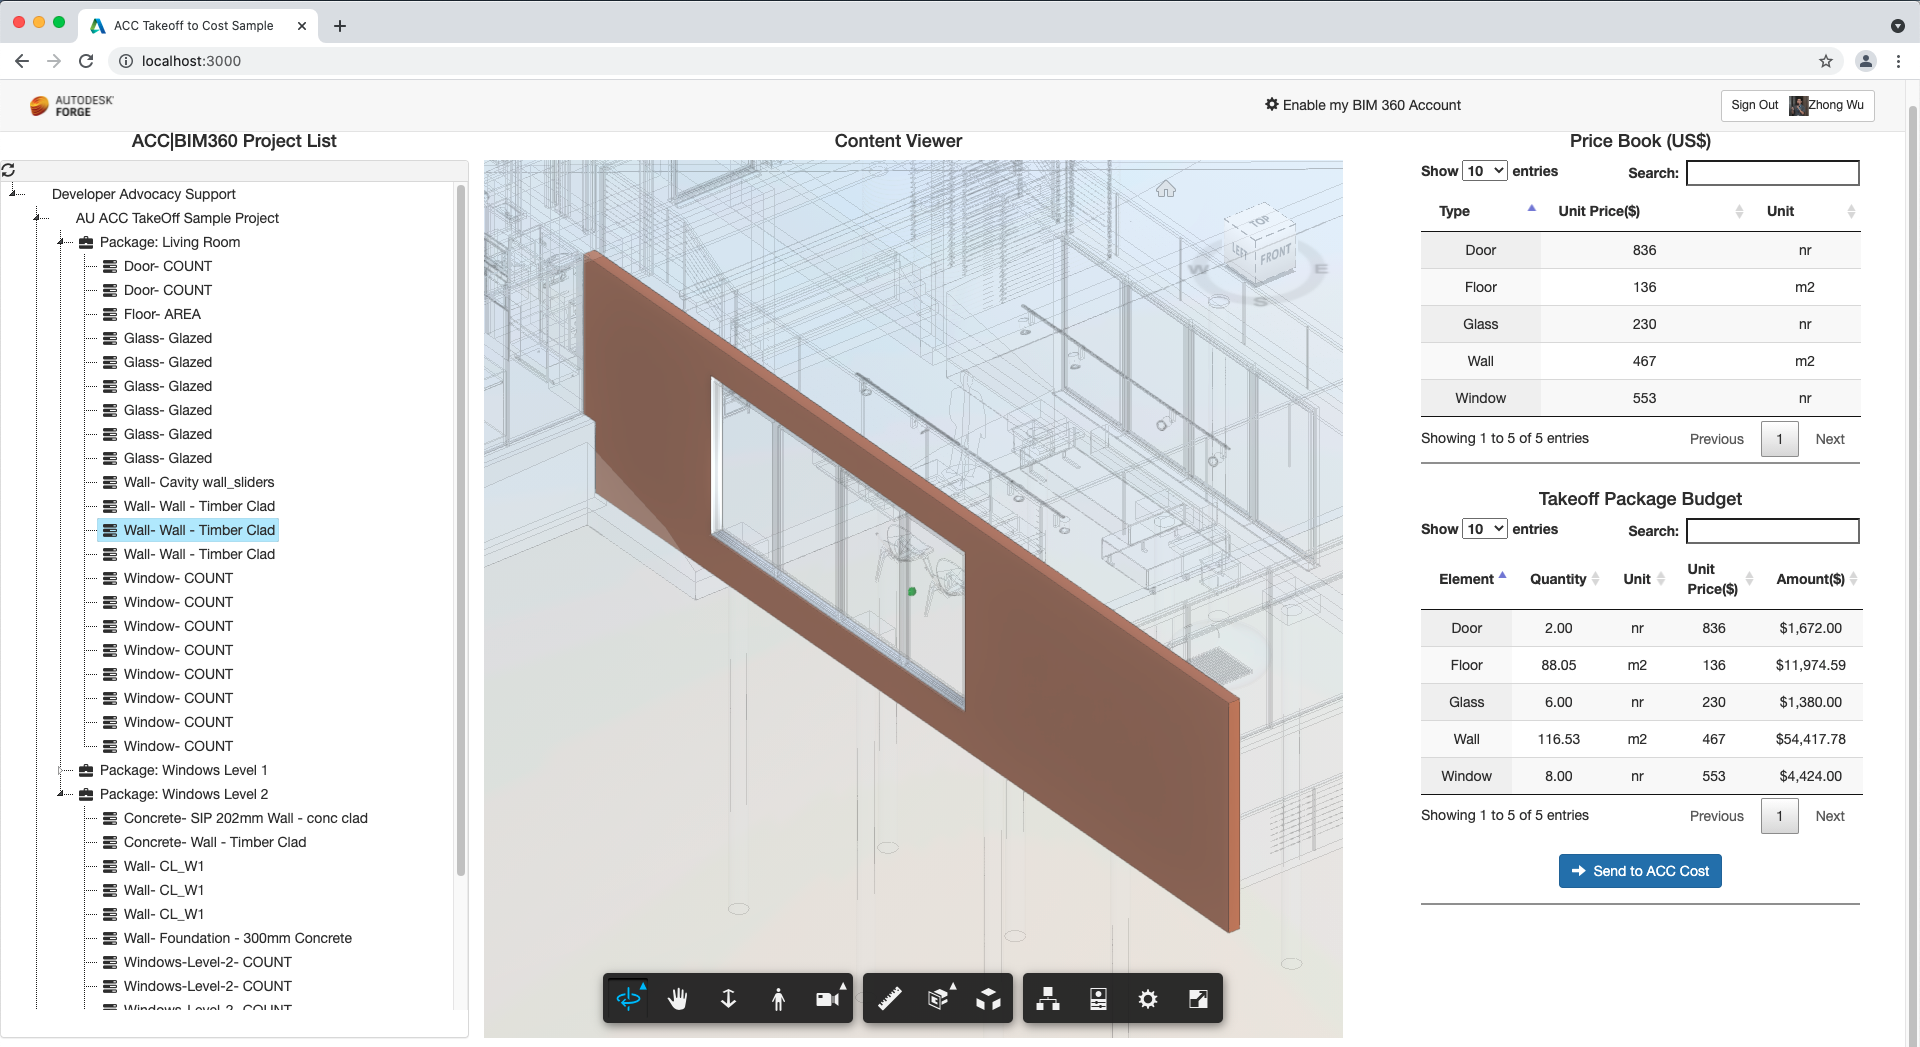 ACC Takeoff to Cost Sample
localhost:3000
AUTODESK
FORGE
Enable my BIM 360 Account
Sign Out Zhong Wu
ACC|BIM360 Project List
Developer Advocacy Support
AU ACC TakeOff Sample Project
Package: Living Room
Door- COUNT
Door- COUNT
Floor- AREA
Glass- Glazed
Glass- Glazed
Glass- Glazed
Glass- Glazed
Glass- Glazed
Glass- Glazed
Wall- Cavity wall_sliders
Wall- Wall - Timber Clad
Wall- Wall - Timber Clad
Wall- Wall - Timber Clad
Window- COUNT
Window- COUNT
Window- COUNT
Window- COUNT
Window- COUNT
Window- COUNT
Window- COUNT
Window- COUNT
Package: Windows Level 1
Package: Windows Level 2
Concrete- SIP 202mm Wall - conc clad
Concrete- Wall - Timber Clad
Wall- CL_W1
Wall- CL_W1
Wall- CL_W1
Wall- Foundation - 300mm Concrete
Windows-Level-2- COUNT
Windows-Level-2- COUNT
Windows-Level-2- COUNT
Content Viewer
TOP
LEFT FRONT
W E
S
Price Book (US$)
Show 10 entries Search:
Type Unit Price($) Unit
Door 836 nr
Floor 136 m2
Glass 230 nr
Wall 467 m2
Window 553 nr
Showing 1 to 5 of 5 entries Previous 1 Next
Takeoff Package Budget
Show 10 entries Search:
Element Quantity Unit Unit Price($) Amount($)
Door 2.00 nr 836 $1,672.00
Floor 88.05 m2 136 $11,974.59
Glass 6.00 nr 230 $1,380.00
Wall 116.53 m2 467 $54,417.78
Window 8.00 nr 553 $4,424.00
Showing 1 to 5 of 5 entries Previous 1 Next
Send to ACC Cost